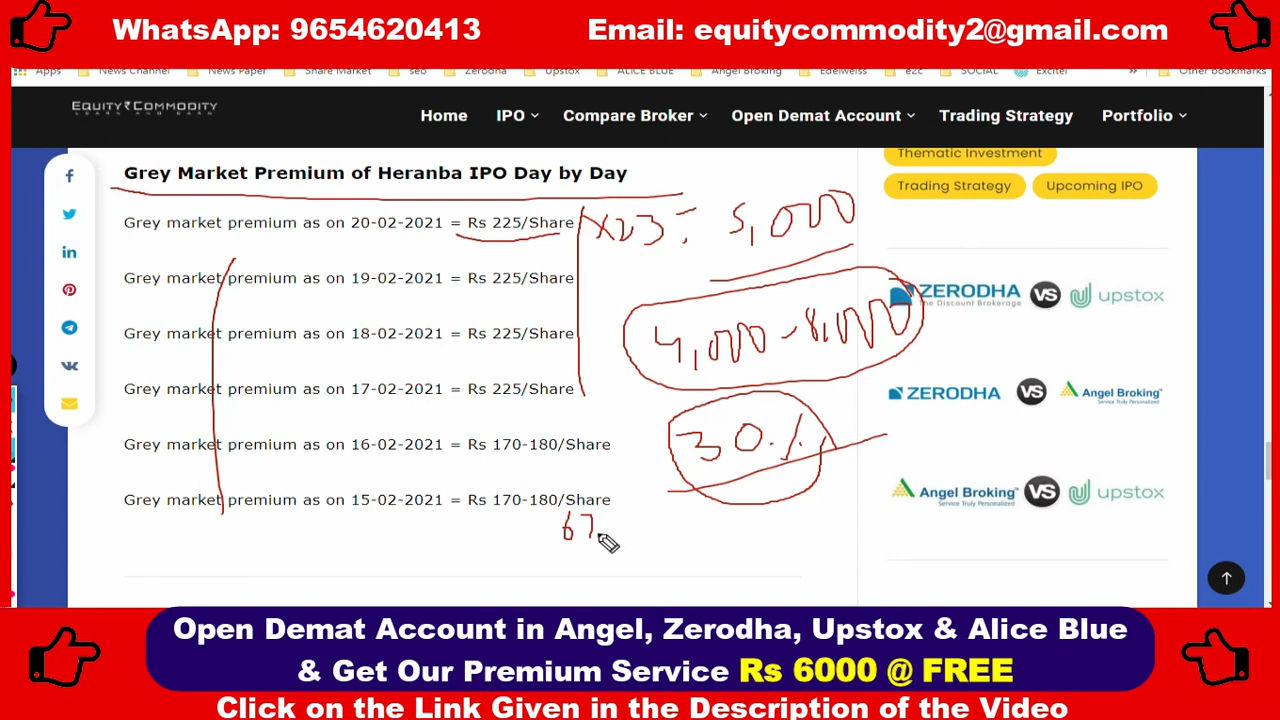 WhatsApp: 9654620413 Email: equitycommodity2@gmail.com
Apps News Channel News Paper Share Market seo Zerodha Upstox ALICE BLUE Angel Broking Edelweiss e2c SOCIAL Excitel » Other bookmarks
EQUITY₹COMMODITY
LEARN AND EARN
Home IPO Compare Broker Open Demat Account Trading Strategy Portfolio
Thematic Investment
Trading Strategy Upcoming IPO
Grey Market Premium of Heranba IPO Day by Day
Grey market premium as on 20-02-2021 = Rs 225/Share X23 = 5,000
Grey market premium as on 19-02-2021 = Rs 225/Share
ZERODHA
The Discount Brokerage
VS upstox
4,000 - 8,000
Grey market premium as on 18-02-2021 = Rs 225/Share
Grey market premium as on 17-02-2021 = Rs 225/Share
ZERODHA VS Angel Broking™
Service Truly Personalized
Grey market premium as on 16-02-2021 = Rs 170-180/Share
30%
Grey market premium as on 15-02-2021 = Rs 170-180/Share
Angel Broking™
Service Truly Personalized
VS upstox
67
Open Demat Account in Angel, Zerodha, Upstox & Alice Blue
& Get Our Premium Service Rs 6000 @ FREE
Click on the Link Given in the Description of the Video